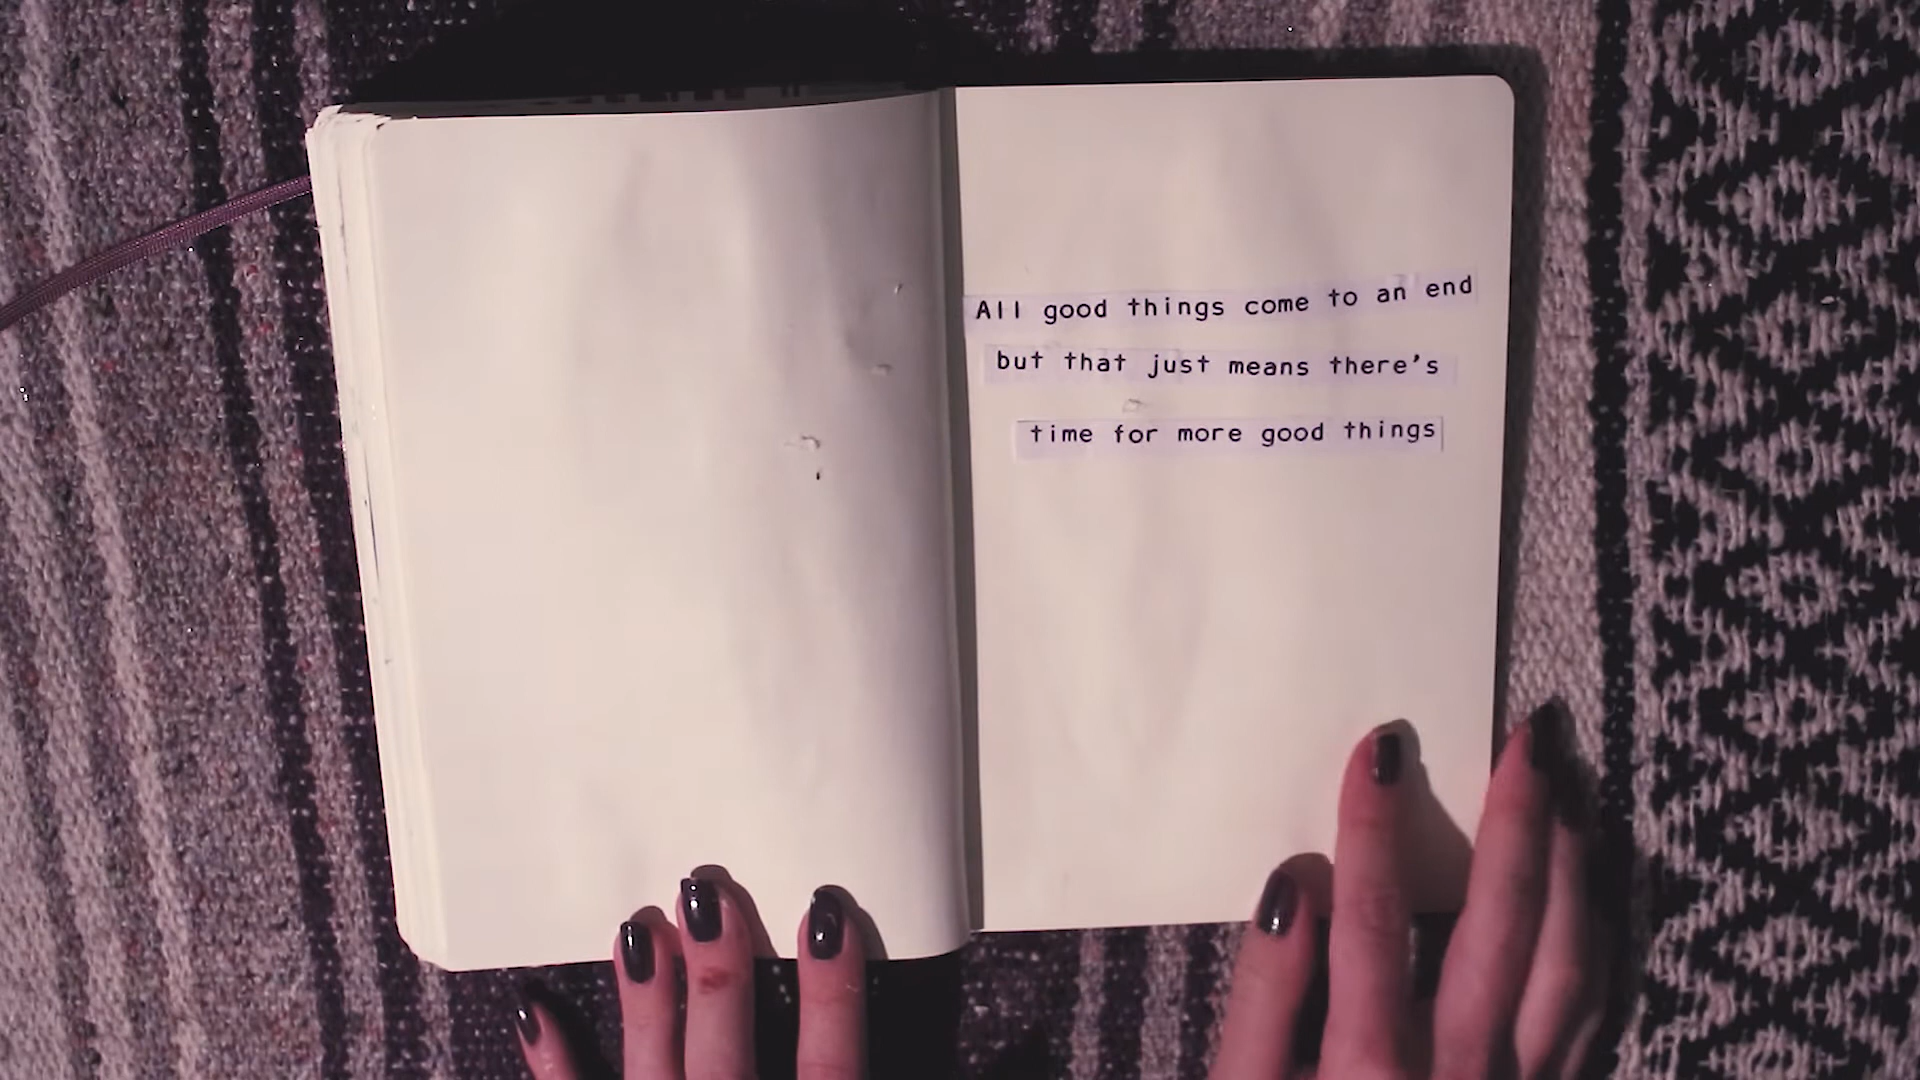 All good things come to an end
but that just means there's
time for more good things